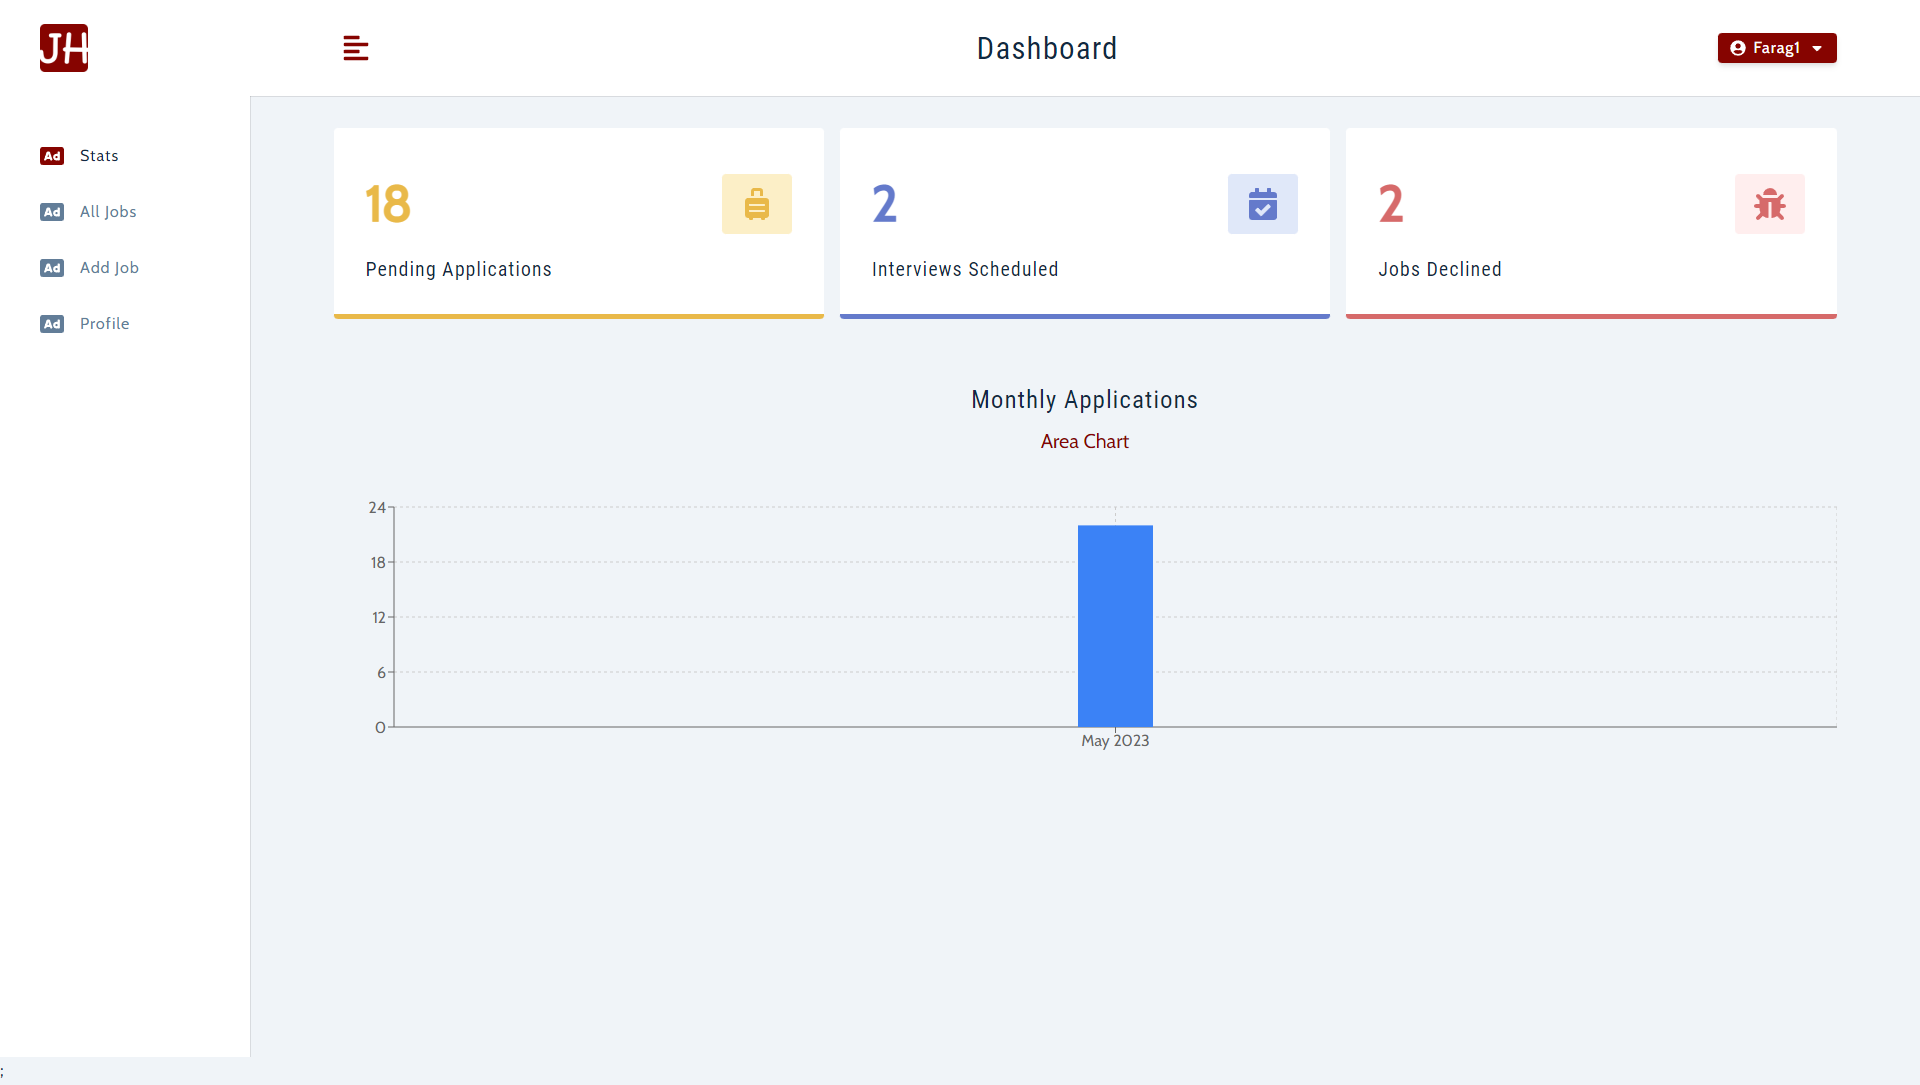 JH
Dashboard
Farag1
Ad Stats
Ad All Jobs
Ad Add Job
Ad Profile
18
Pending Applications
2
Interviews Scheduled
2
Jobs Declined
Monthly Applications
Area Chart
24
18
12
6
0
May 2023
;